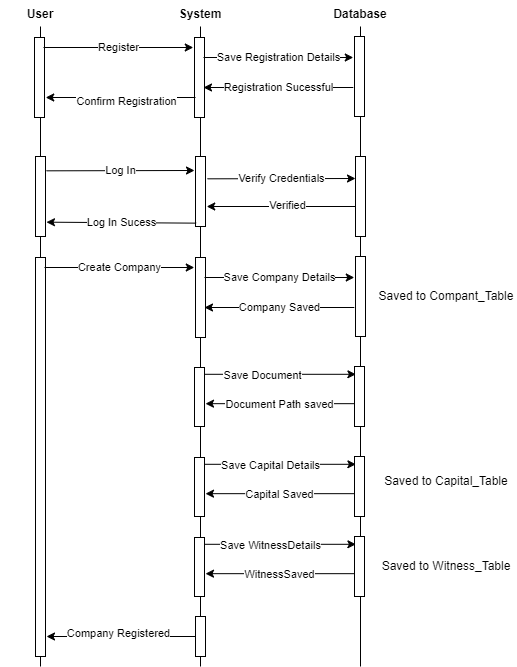 User System Database
Register
Save Registration Details
Registration Sucessful
Confirm Registration
Log In
Verify Credentials
Verified
Log In Sucess
Create Company
Save Company Details
Saved to Compant_Table
Company Saved
Save Document
Document Path saved
Save Capital Details
Saved to Capital_Table
Capital Saved
Save WitnessDetails
Saved to Witness_Table
WitnessSaved
Company Registered